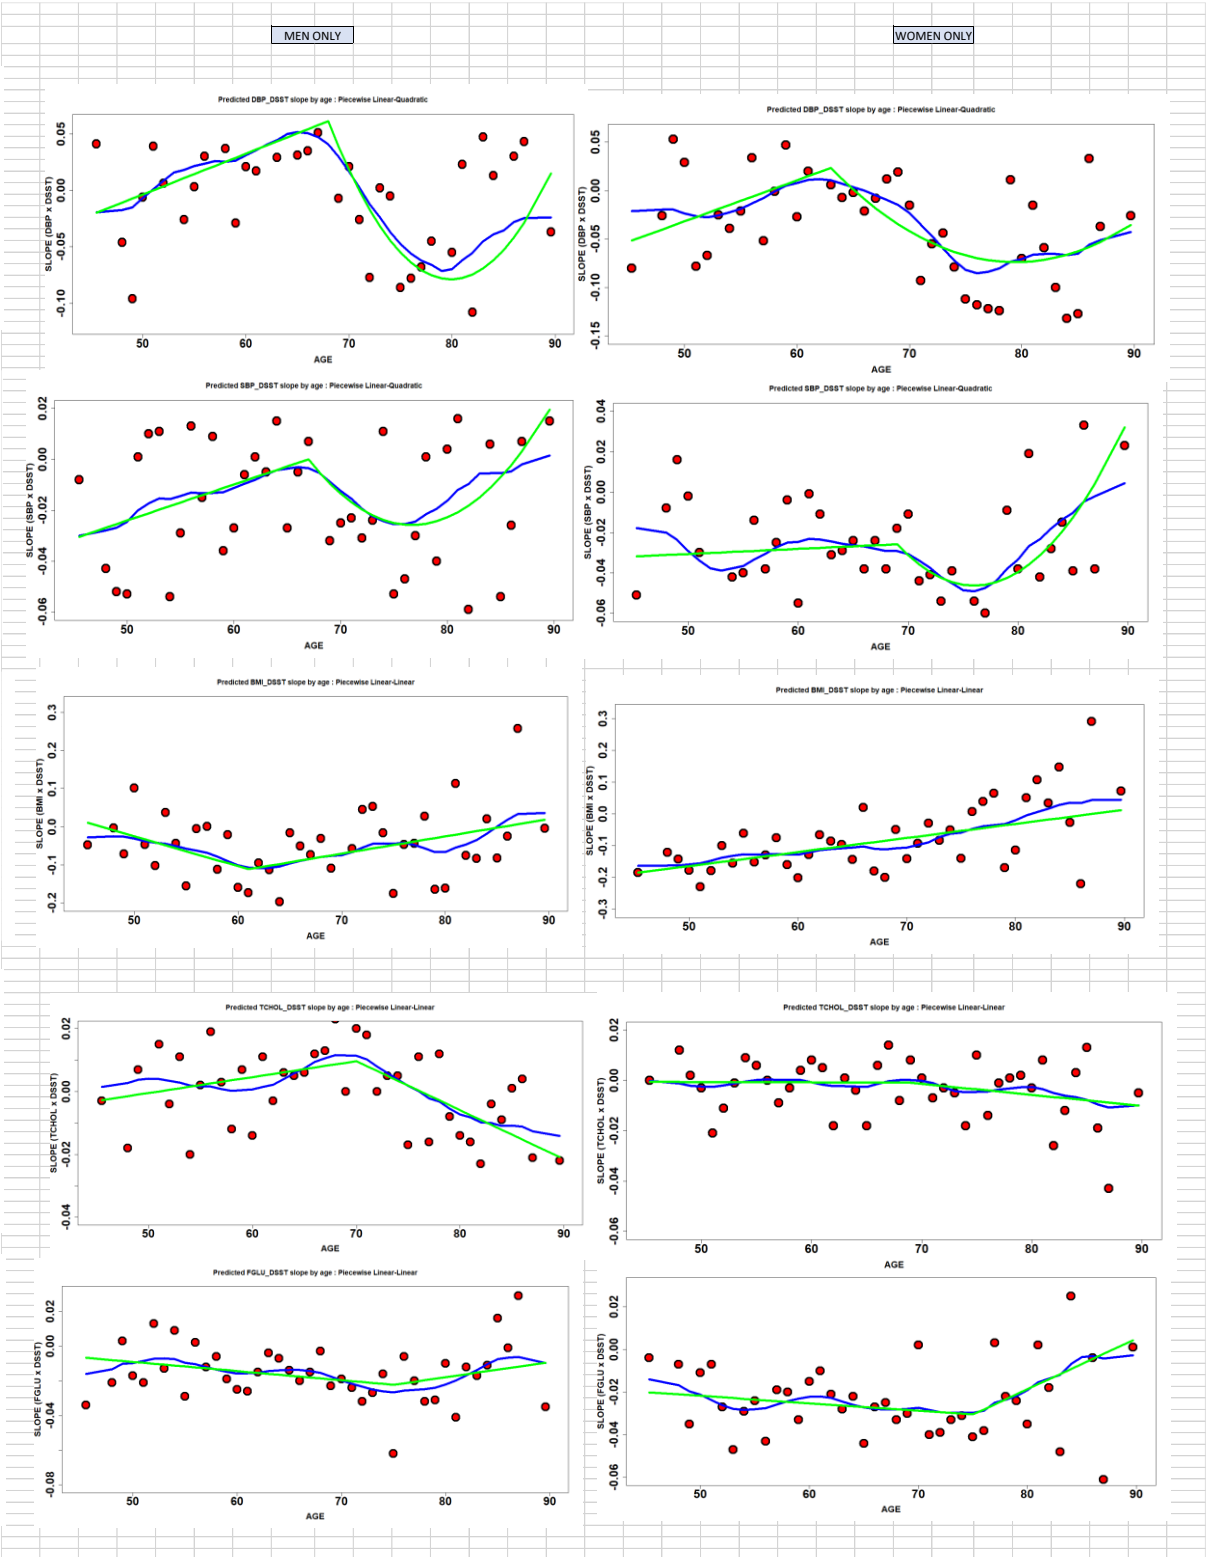 MEN ONLY
WOMEN ONLY
Predicted DBP_DSST slope by age : Piecewise Linear-Quadratic
SLOPE (DBP x DSST)
0.05
0.00
-0.05
-0.10
50 60 70 80 90
AGE
Predicted DBP_DSST slope by age : Piecewise Linear-Quadratic
SLOPE (DBP x DSST)
0.05
0.00
-0.05
-0.10
-0.15
50 60 70 80 90
AGE
Predicted SBP_DSST slope by age : Piecewise Linear-Quadratic
SLOPE (SBP x DSST)
0.02
0.00
-0.02
-0.04
-0.06
50 60 70 80 90
AGE
Predicted SBP_DSST slope by age : Piecewise Linear-Quadratic
SLOPE (SBP x DSST)
0.04
0.02
0.00
-0.02
-0.04
-0.06
50 60 70 80 90
AGE
Predicted BMI_DSST slope by age : Piecewise Linear-Linear
SLOPE (BMI x DSST)
0.3
0.2
0.1
0.0
-0.1
-0.2
50 60 70 80 90
AGE
Predicted BMI_DSST slope by age : Piecewise Linear-Linear
SLOPE (BMI x DSST)
0.3
0.2
0.1
0.0
-0.1
-0.2
-0.3
50 60 70 80 90
AGE
Predicted TCHOL_DSST slope by age : Piecewise Linear-Linear
SLOPE (TCHOL x DSST)
0.02
0.00
-0.02
-0.04
50 60 70 80 90
AGE
Predicted TCHOL_DSST slope by age : Piecewise Linear-Linear
SLOPE (TCHOL x DSST)
0.02
0.00
-0.02
-0.04
-0.06
50 60 70 80 90
AGE
Predicted FGLU_DSST slope by age : Piecewise Linear-Linear
SLOPE (FGLU x DSST)
0.02
0.00
-0.04
-0.08
50 60 70 80 90
AGE
SLOPE (FGLU x DSST)
0.02
0.00
-0.02
-0.04
-0.06
50 60 70 80 90
AGE